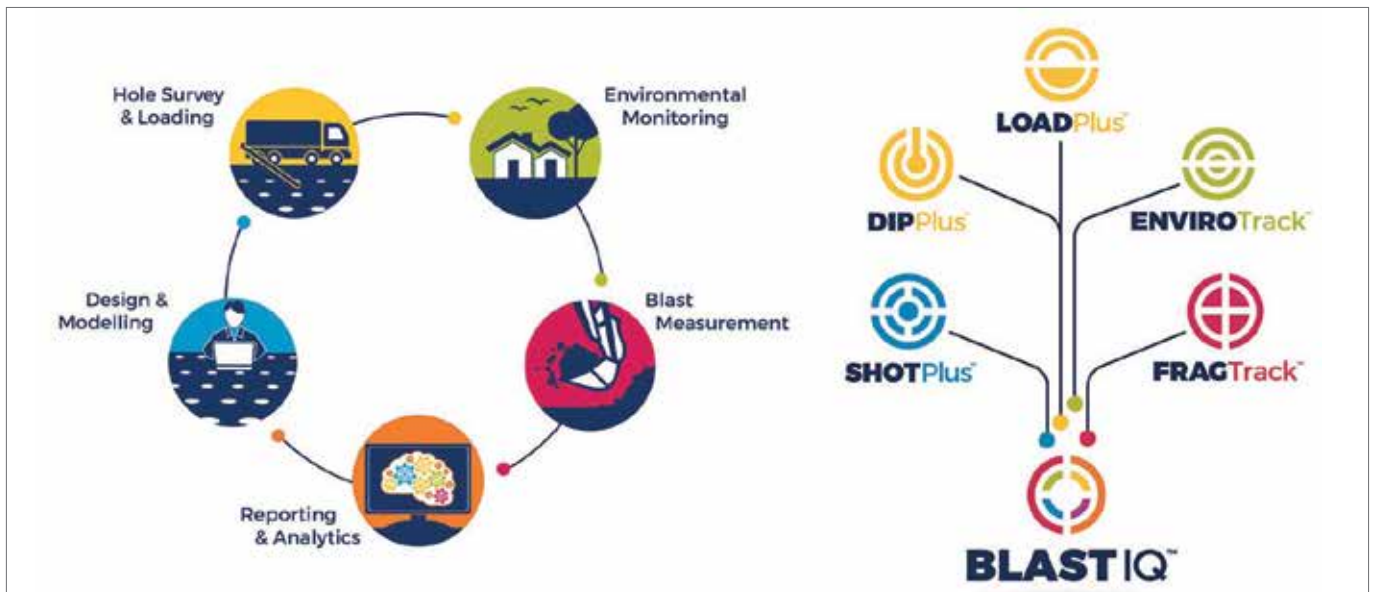 Hole Survey
& Loading
Environmental
Monitoring
Design &
Modelling
Blast
Measurement
Reporting
& Analytics
LOADPlus™
DIPPlus™
ENVIROTrack™
SHOTPlus™
FRAGTrack™
BLASTIQ™